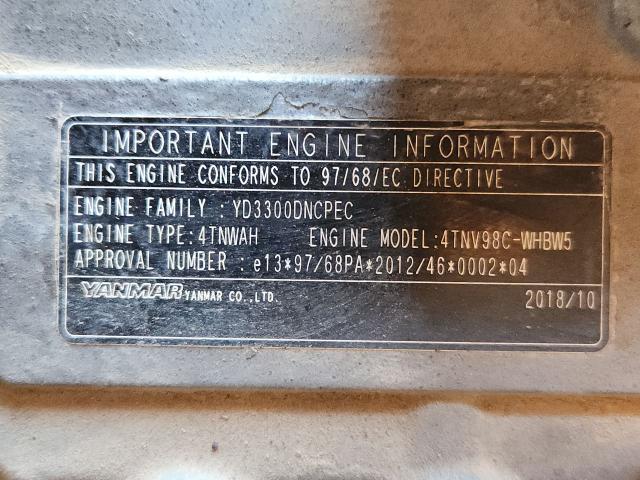 IMPORTANT ENGINE INFORMATION
THIS ENGINE CONFORMS TO 97/68/EC DIRECTIVE
ENGINE FAMILY : YD3300DNCPEC
ENGINE TYPE: 4TNWAH ENGINE MODEL: 4TNV98C-WHBW5
APPROVAL NUMBER : e13*97/68PA*2012/46*0002*04
YANMAR YANMAR CO., LTD. 2018/10